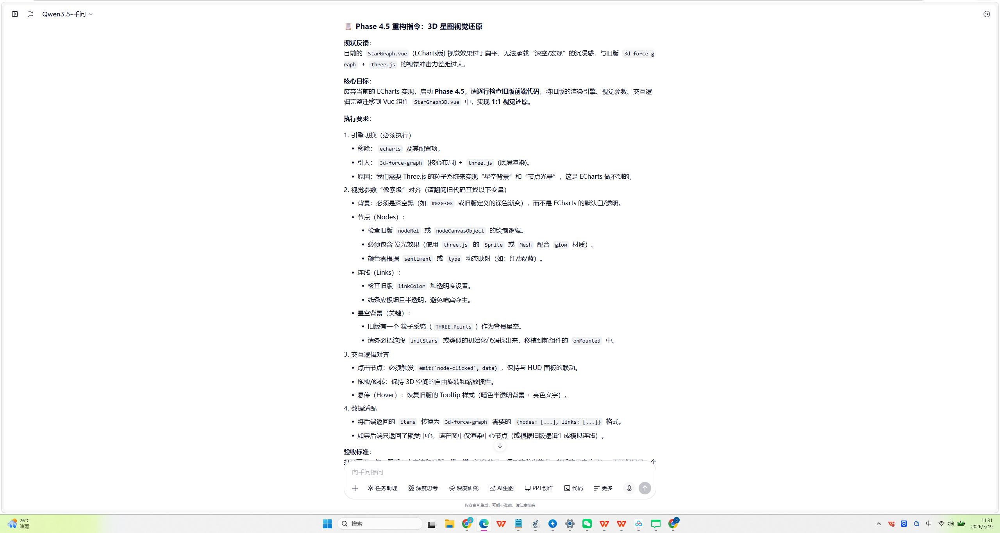 Qwen3.5-千问
Phase 4.5 重构指令：3D 星图视觉还原
现状反馈：
目前的 StarGraph.vue (ECharts版) 视觉效果过于扁平，无法承载“深空/宏观”的沉浸感，与旧版 3d-force-g
raph + three.js 的视觉冲击力差距过大。
核心目标：
废弃当前的 ECharts 实现，启动 Phase 4.5。请逐行检查旧版前端代码，将旧版的渲染引擎、视觉参数、交互逻
辑完整迁移到 Vue 组件 StarGraph3D.vue 中，实现 1:1 视觉还原。
执行要求：
1. 引擎切换（必须执行）
• 移除： echarts 及其配置项。
• 引入： 3d-force-graph (核心布局) + three.js (底层渲染)。
• 原因：我们需要 Three.js 的粒子系统来实现“星空背景”和“节点光晕”，这是 ECharts 做不到的。
2. 视觉参数“像素级”对齐（请翻阅旧代码查找以下变量）
• 背景：必须是深空黑（如 #020308 或旧版定义的深色渐变），而不是 ECharts 的默认白/透明。
• 节点（Nodes）：
• 检查旧版 nodeRel 或 nodeCanvasObject 的绘制逻辑。
• 必须包含 发光效果（使用 three.js 的 Sprite 或 Mesh 配合 glow 材质）。
• 颜色需根据 sentiment 或 type 动态映射（如：红/绿/蓝）。
• 连线（Links）：
• 检查旧版 linkColor 和透明度设置。
• 线条应极细且半透明，避免喧宾夺主。
• 星空背景（关键）：
• 旧版有一个 粒子系统（ THREE.Points ）作为背景星空。
• 请务必把这段 initStars 或类似的初始化代码找出来，移植到新组件的 onMounted 中。
3. 交互逻辑对齐
• 点击节点：必须触发 emit('node-clicked', data) ，保持与 HUD 面板的联动。
• 拖拽/旋转：保持 3D 空间的自由旋转和缩放惯性。
• 悬停（Hover）：恢复旧版的 Tooltip 样式（暗色半透明背景 + 亮色文字）。
4. 数据适配
• 将后端返回的 items 转换为 3d-force-graph 需要的 {nodes: [...], links: [...]} 格式。
• 如果后端只返回了聚类中心，请在图中仅渲染中心节点（或根据旧版逻辑生成模拟连线）。
验收标准：
向千问提问
任务助理 深度思考 深度研究 AI生图 PPT创作 代码 更多
内容由AI生成，可能不准确，请注意核实
26°C
阵雨
搜索
中
11:31
2026/3/19